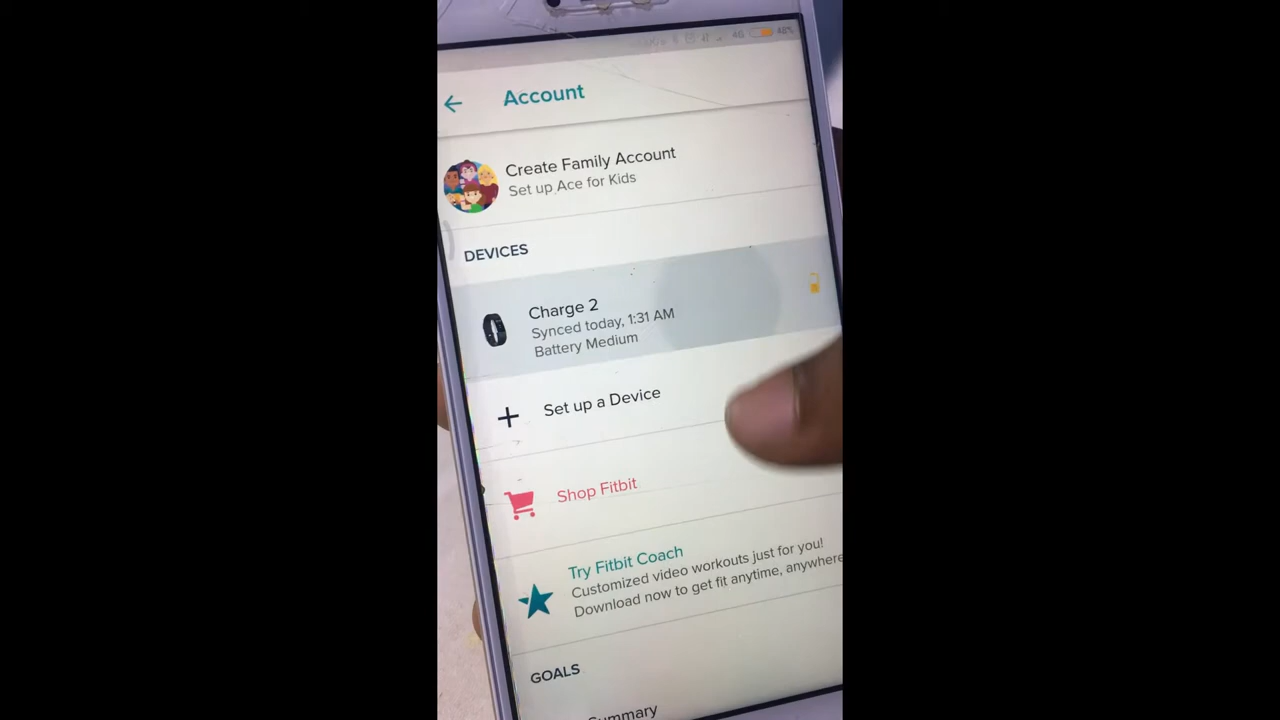 4G 48%
Account
Create Family Account
Set up Ace for Kids
DEVICES
Charge 2
Synced today, 1:31 AM
Battery Medium
Set up a Device
Shop Fitbit
Try Fitbit Coach
Customized video workouts just for you!
Download now to get fit anytime, anywhere
GOALS
Summary